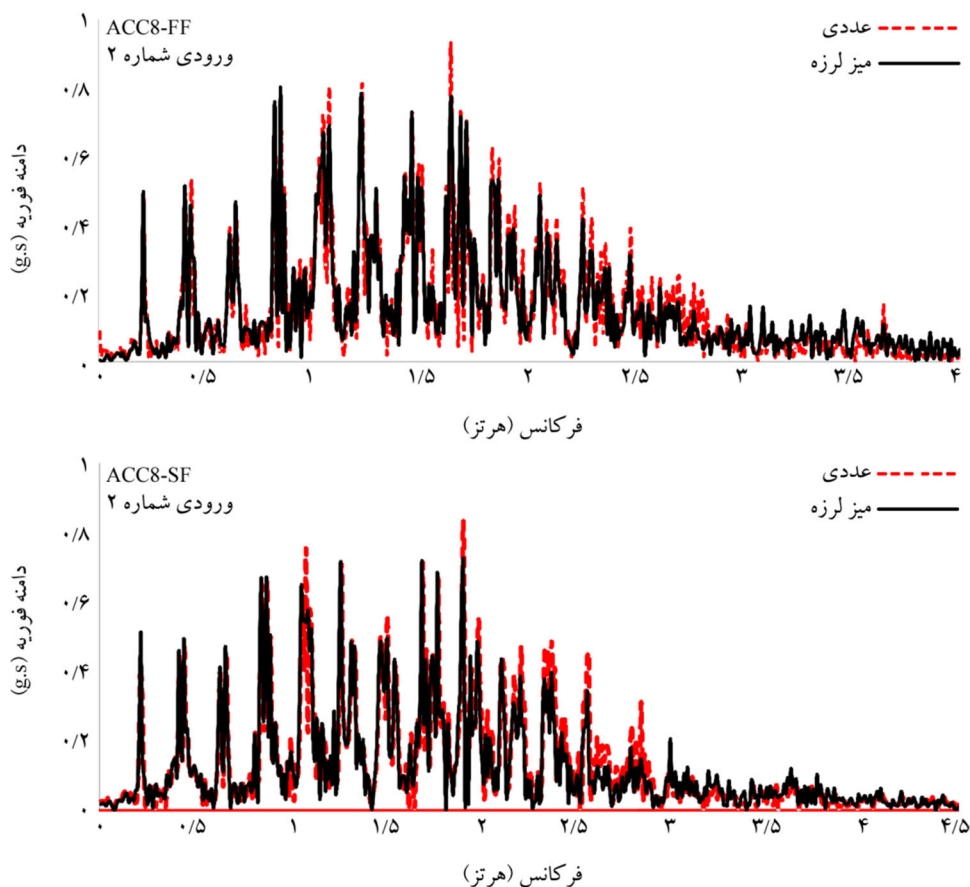 ACC8-FF
ورودی شماره ۲
عددی
میز لرزه
دامنه فوریه (g.s)
۱
۰/۸
۰/۶
۰/۴
۰/۲
۰
۰ ۰/۵ ۱ ۱/۵ ۲ ۲/۵ ۳ ۳/۵ ۴
فرکانس (هرتز)
ACC8-SF
ورودی شماره ۲
عددی
میز لرزه
دامنه فوریه (g.s)
۱
۰/۸
۰/۶
۰/۴
۰/۲
۰
۰ ۰/۵ ۱ ۱/۵ ۲ ۲/۵ ۳ ۳/۵ ۴ ۴/۵
فرکانس (هرتز)